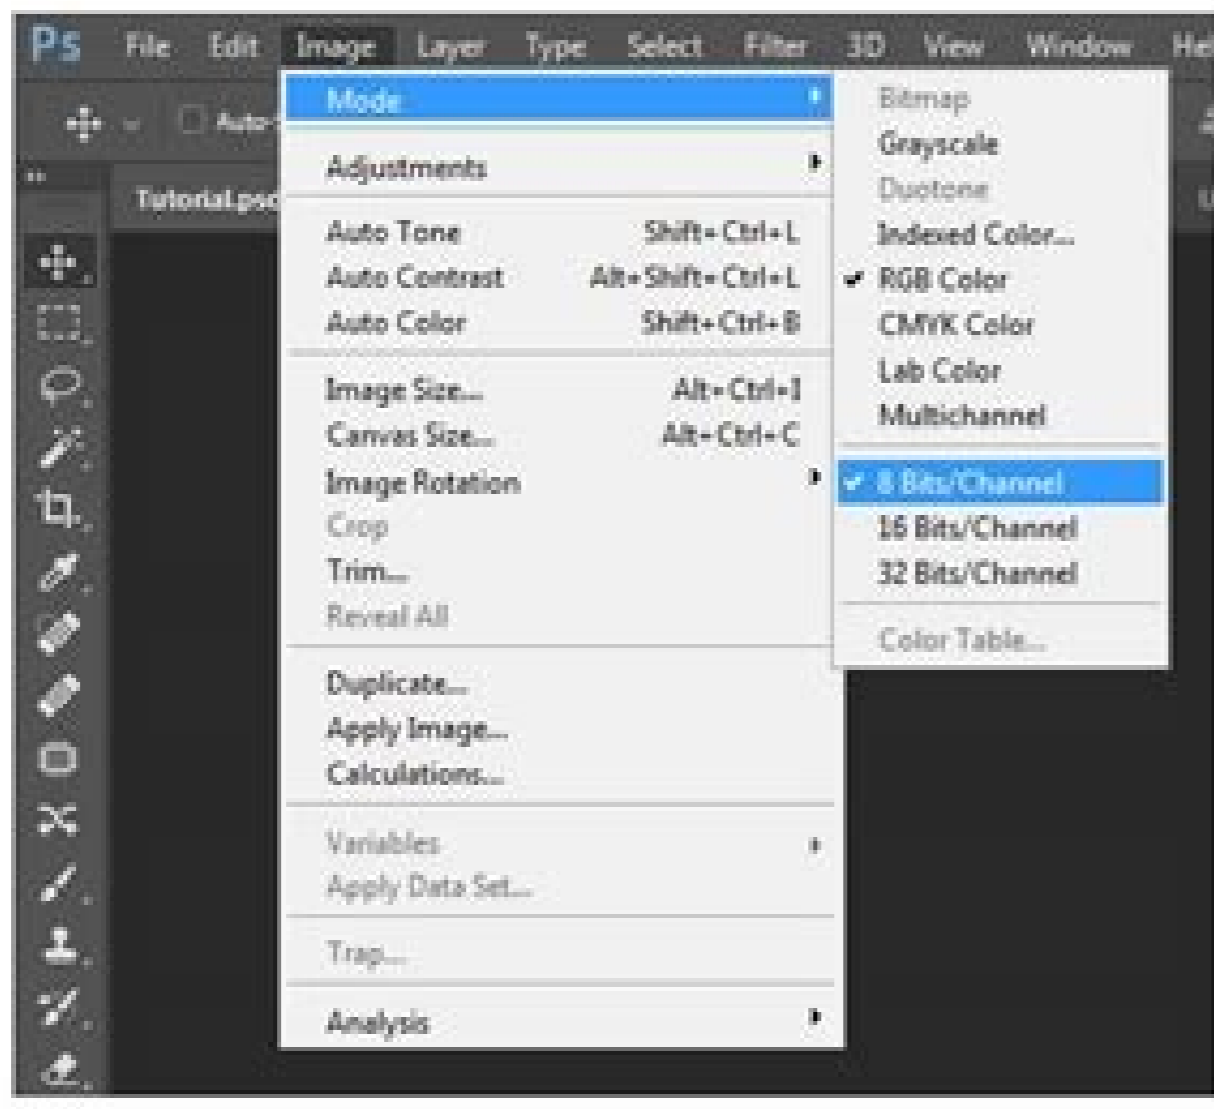 Ps File Edit Image Layer Type Select Filter 3D View Window Hel
Auto-
Tutorial.psd
Mode
Adjustments
Auto Tone Shift+Ctrl+L
Auto Contrast Alt+Shift+Ctrl+L
Auto Color Shift+Ctrl+B
Image Size... Alt+Ctrl+I
Canvas Size... Alt+Ctrl+C
Image Rotation
Crop
Trim...
Reveal All
Duplicate...
Apply Image...
Calculations...
Variables
Apply Data Set...
Trap...
Analysis
Bitmap
Grayscale
Duotone
Indexed Color...
RGB Color
CMYK Color
Lab Color
Multichannel
8 Bits/Channel
16 Bits/Channel
32 Bits/Channel
Color Table...